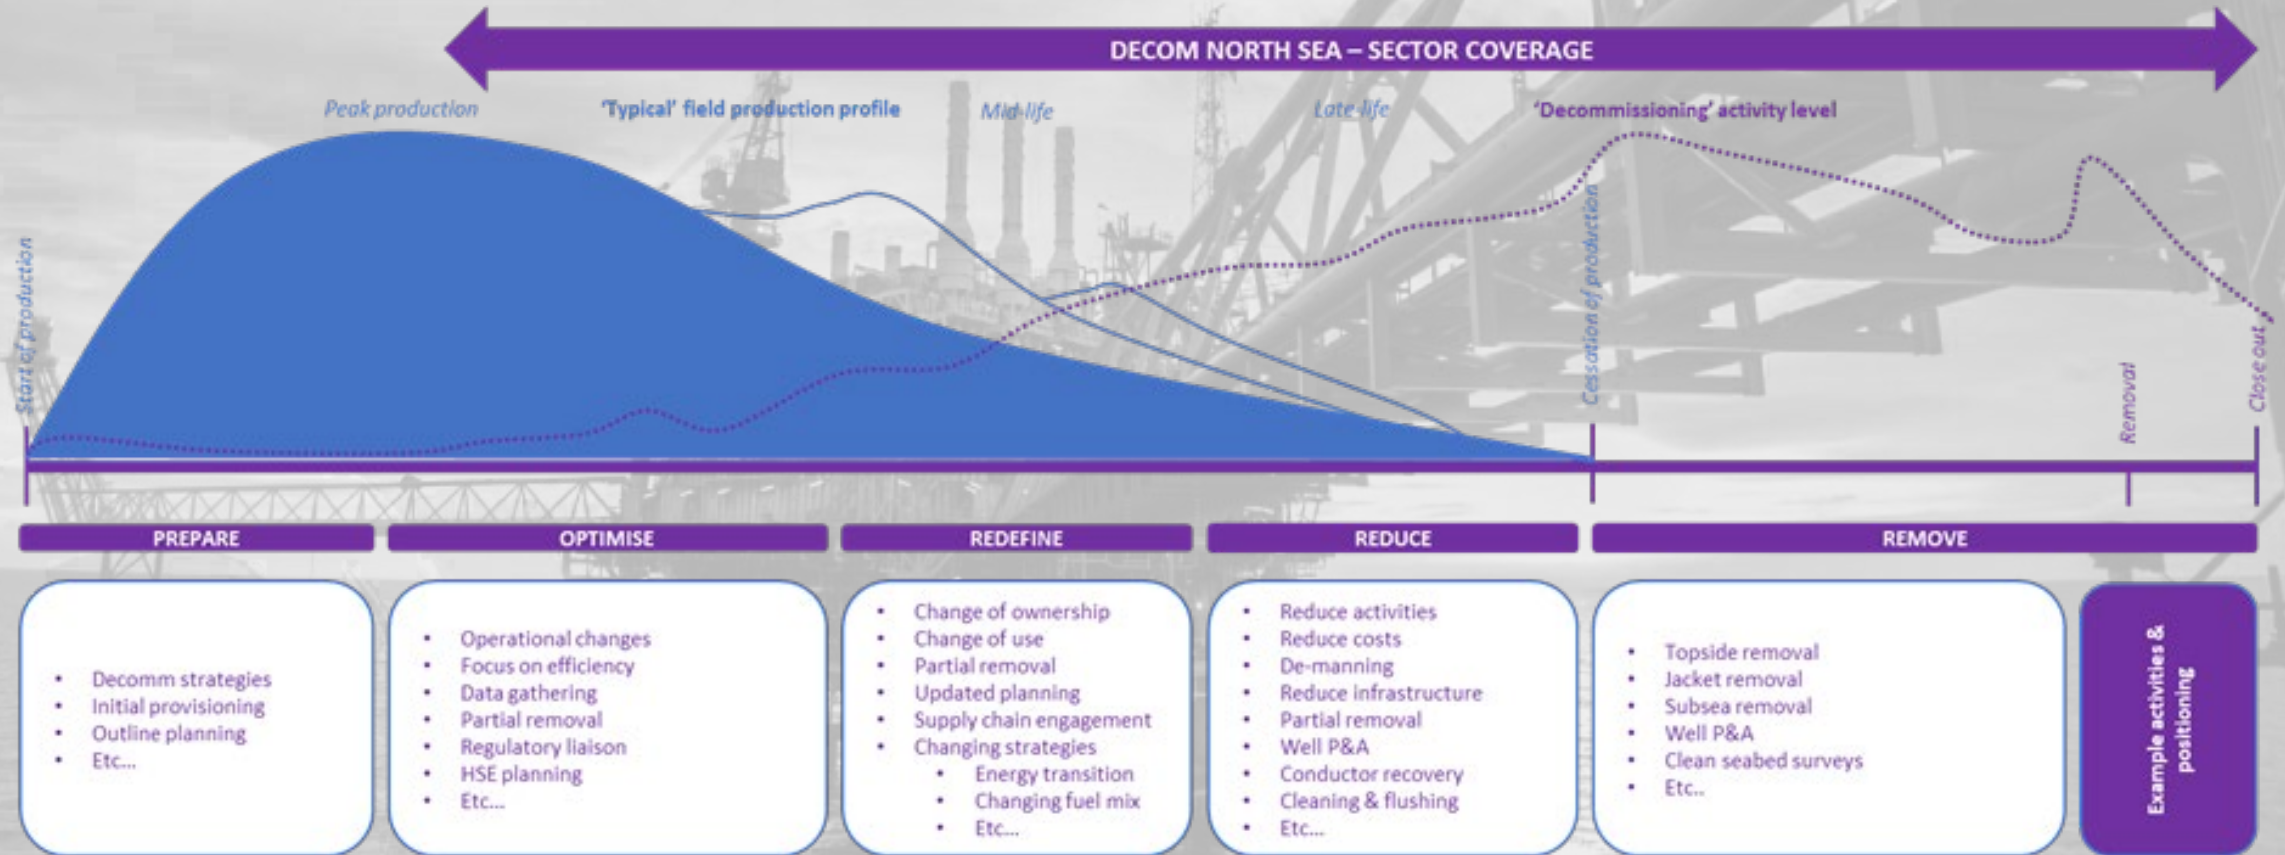 DECOM NORTH SEA – SECTOR COVERAGE
Peak production
'Typical' field production profile
Mid-life
Late-life
'Decommissioning' activity level
Start of production
Cessation of production
Removal
Close out
PREPARE
OPTIMISE
REDEFINE
REDUCE
REMOVE
• Decomm strategies
• Initial provisioning
• Outline planning
• Etc...
• Operational changes
• Focus on efficiency
• Data gathering
• Partial removal
• Regulatory liaison
• HSE planning
• Etc...
• Change of ownership
• Change of use
• Partial removal
• Updated planning
• Supply chain engagement
• Changing strategies
• Energy transition
• Changing fuel mix
• Etc...
• Reduce activities
• Reduce costs
• De-manning
• Reduce infrastructure
• Partial removal
• Well P&A
• Conductor recovery
• Cleaning & flushing
• Etc...
• Topside removal
• Jacket removal
• Subsea removal
• Well P&A
• Clean seabed surveys
• Etc..
Example activities &
positioning